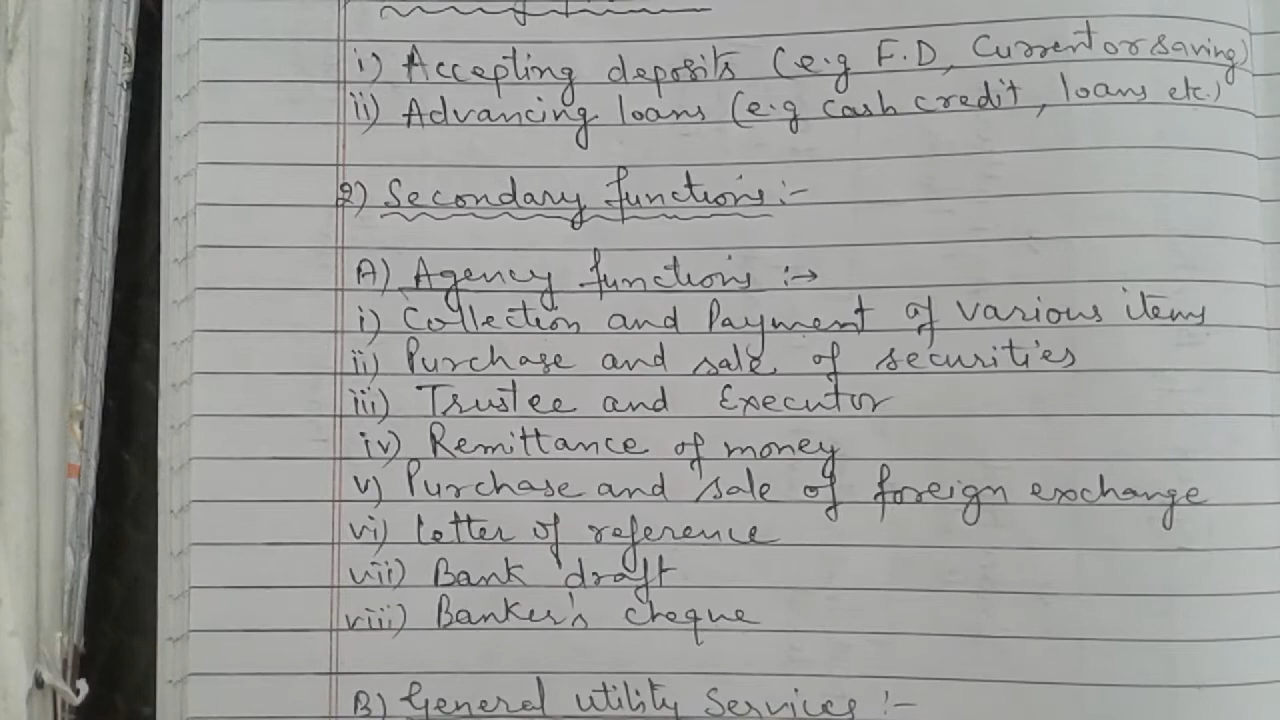 i) Accepting deposits (e.g F.D, Current or saving)
ii) Advancing loans (e.g cash credit, loans etc.)
2) Secondary functions:-
A) Agency functions :→
i) Collection and Payment of various items
ii) Purchase and sale of securities
iii) Trustee and Executor
iv) Remittance of money
v) Purchase and sale of foreign exchange
vi) letter of reference
vii) Bank draft
viii) Banker's cheque
B) General utility Services :-